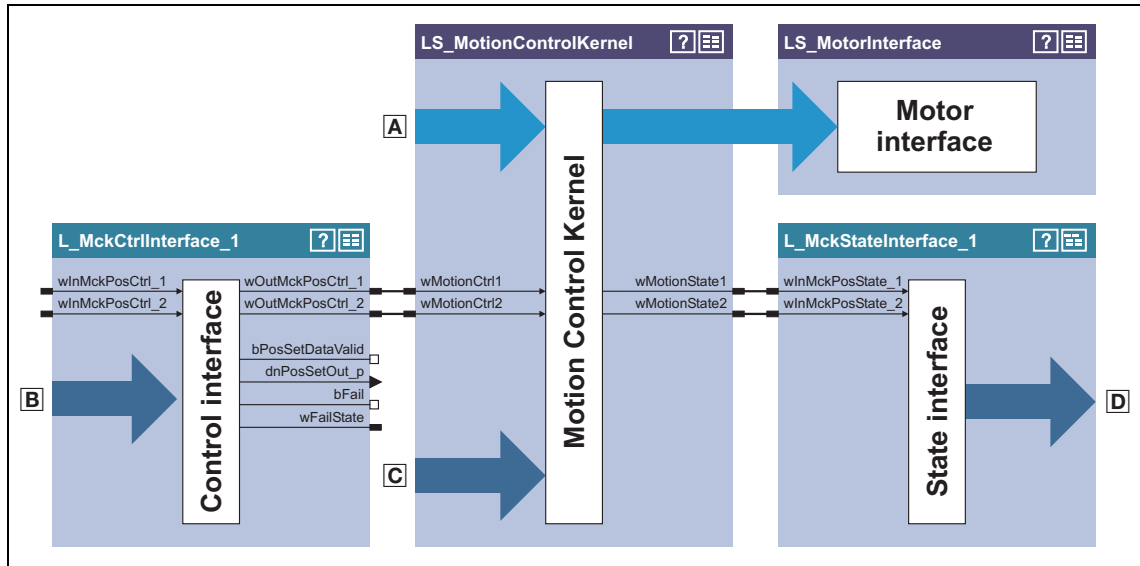 LS_MotionControlKernel ?
LS_MotorInterface ?
A
Motor
interface
Motion Control Kernel
L_MckCtrlInterface_1 ?
L_MckStateInterface_1 ?
wInMckPosCtrl_1
wOutMckPosCtrl_1
wMotionCtrl1
wMotionState1
wInMckPosState_1
wInMckPosCtrl_2
wOutMckPosCtrl_2
wMotionCtrl2
wMotionState2
wInMckPosState_2
Control interface
bPosSetDataValid
dnPosSetOut_p
bFail
wFailState
B
C
State interface
D